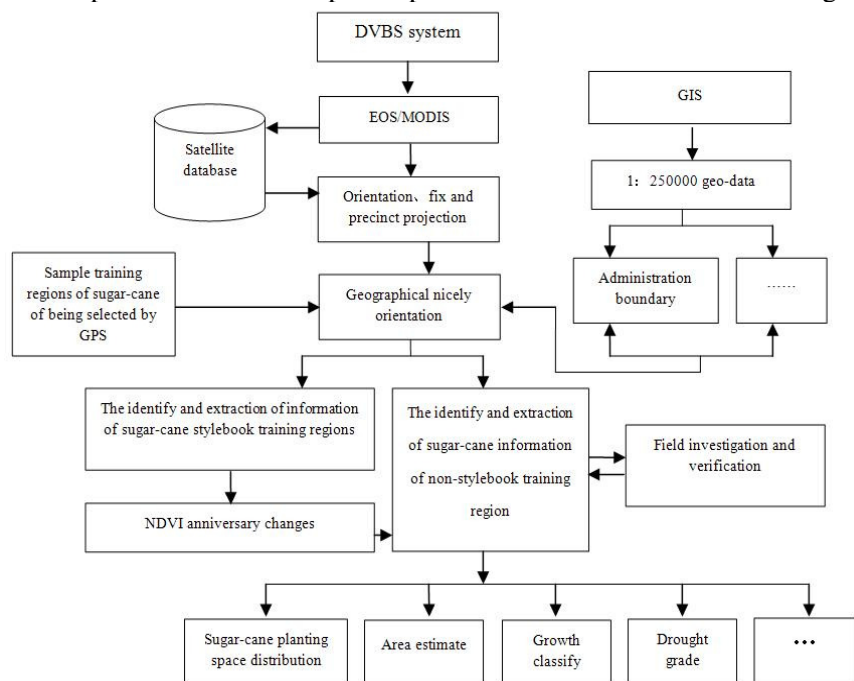 DVBS system
EOS/MODIS
GIS
Satellite
database
1：250000 geo-data
Orientation、fix and
precinct projection
Sample training
regions of sugar-cane
of being selected by
GPS
Geographical nicely
orientation
Administration
boundary
……
The identify and extraction of information
of sugar-cane stylebook training regions
The identify and extraction
of sugar-cane information
of non-stylebook training
region
Field investigation and
verification
NDVI anniversary changes
Sugar-cane planting
space distribution
Area estimate
Growth
classify
Drought
grade
…